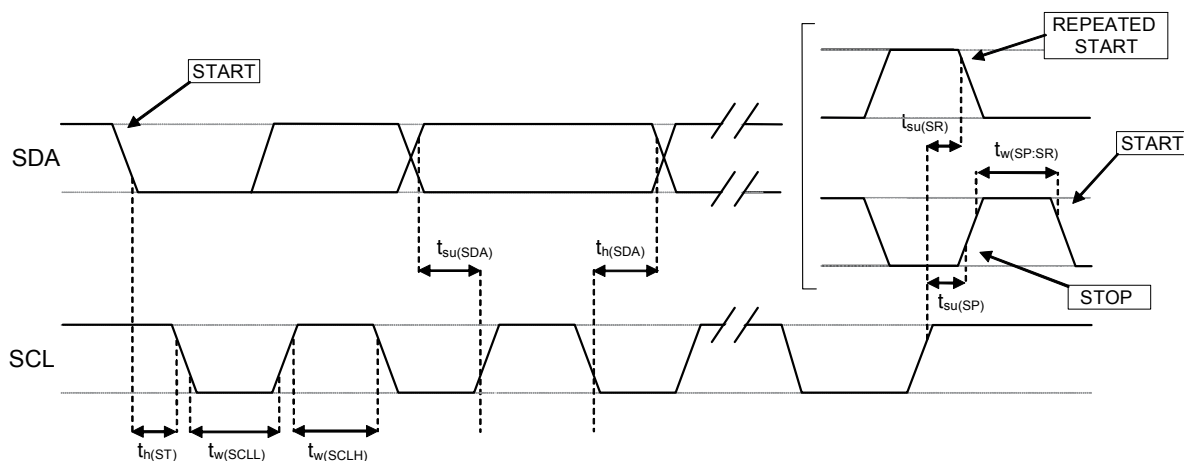 REPEATED
START
START
t_su(SR)
START
SDA
t_w(SP:SR)
t_su(SDA)
t_h(SDA)
STOP
t_su(SP)
SCL
t_h(ST)
t_w(SCLL)
t_w(SCLH)